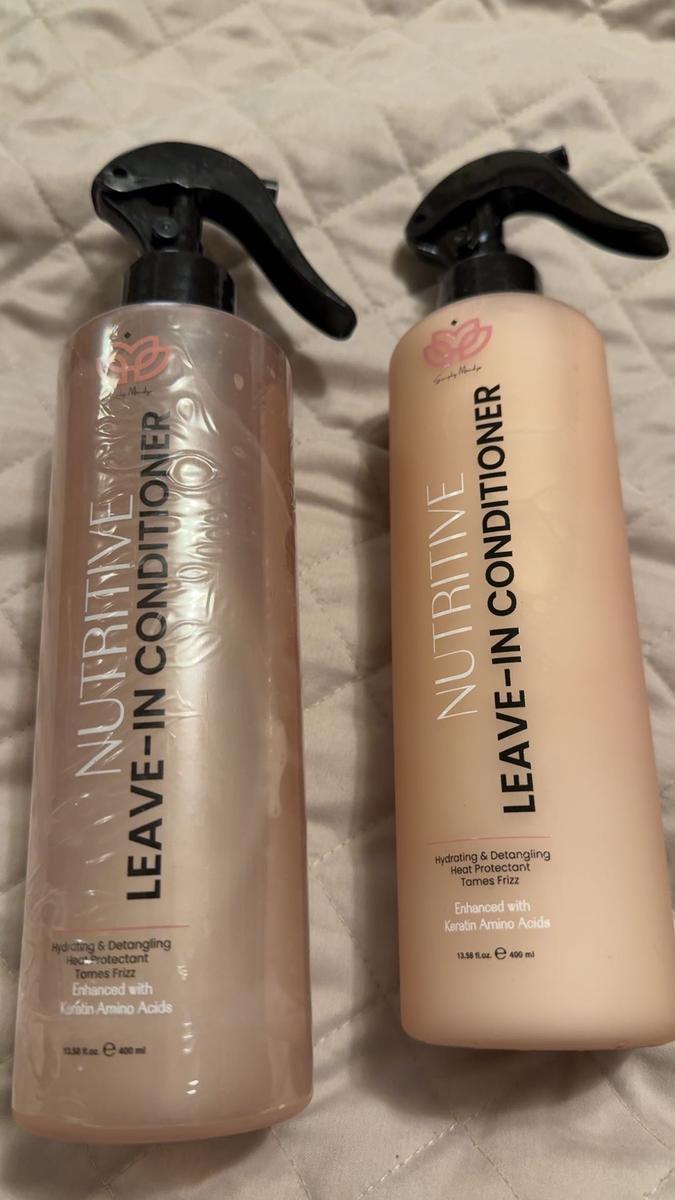 NUTRITIVE
LEAVE-IN CONDITIONER
Hydrating & Detangling
Heat Protectant
Tames Frizz
Enhanced with
Keratin Amino Acids
13.58 fl.oz. ℮ 400 ml
Simply Mandys
NUTRITIVE
LEAVE-IN CONDITIONER
Hydrating & Detangling
Heat Protectant
Tames Frizz
Enhanced with
Keratin Amino Acids
13.58 fl.oz. ℮ 400 ml